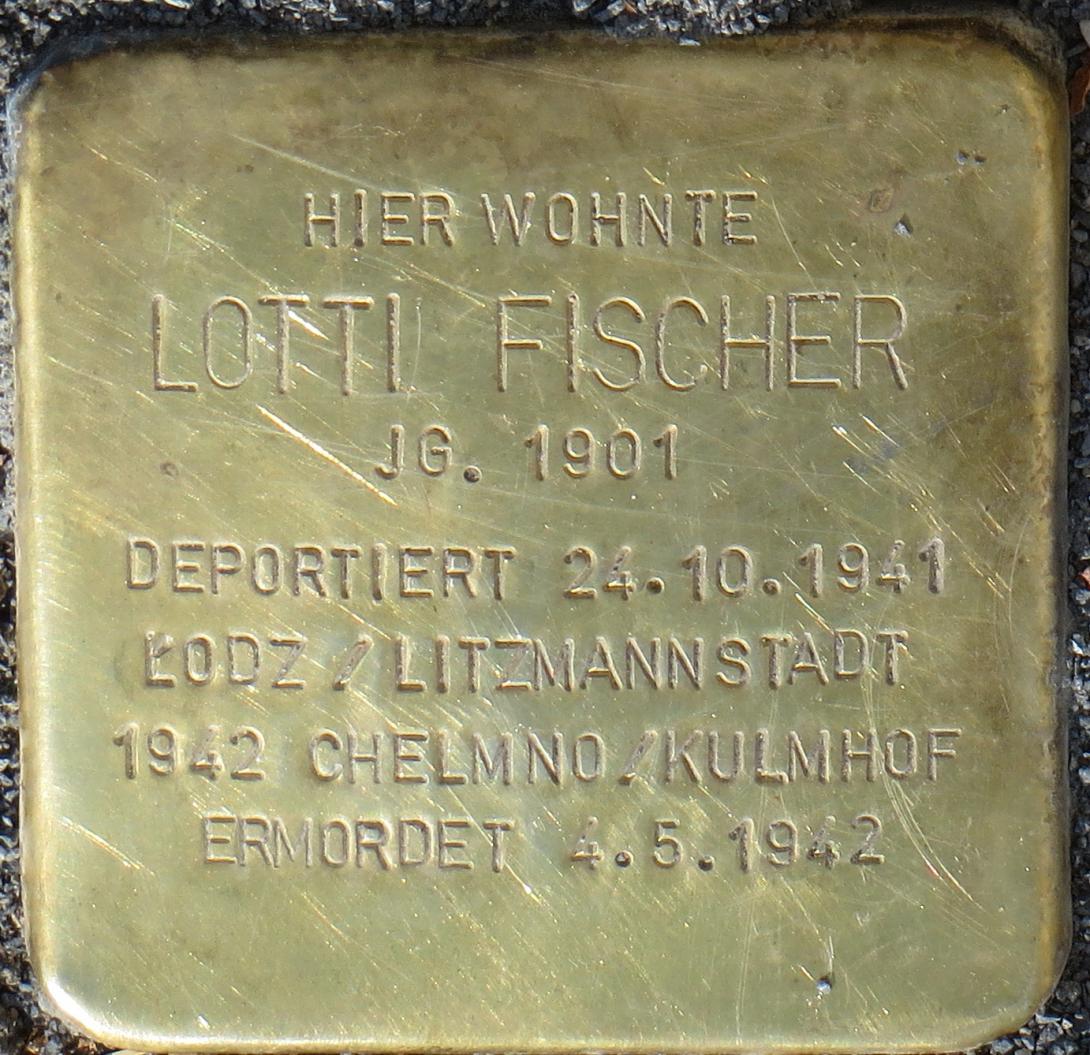 HIER WOHNTE
LOTTI FISCHER
JG. 1901
DEPORTIERT 24.10.1941
ŁODZ / LITZMANNSTADT
1942 CHELMNO/KULMHOF
ERMORDET 4.5.1942